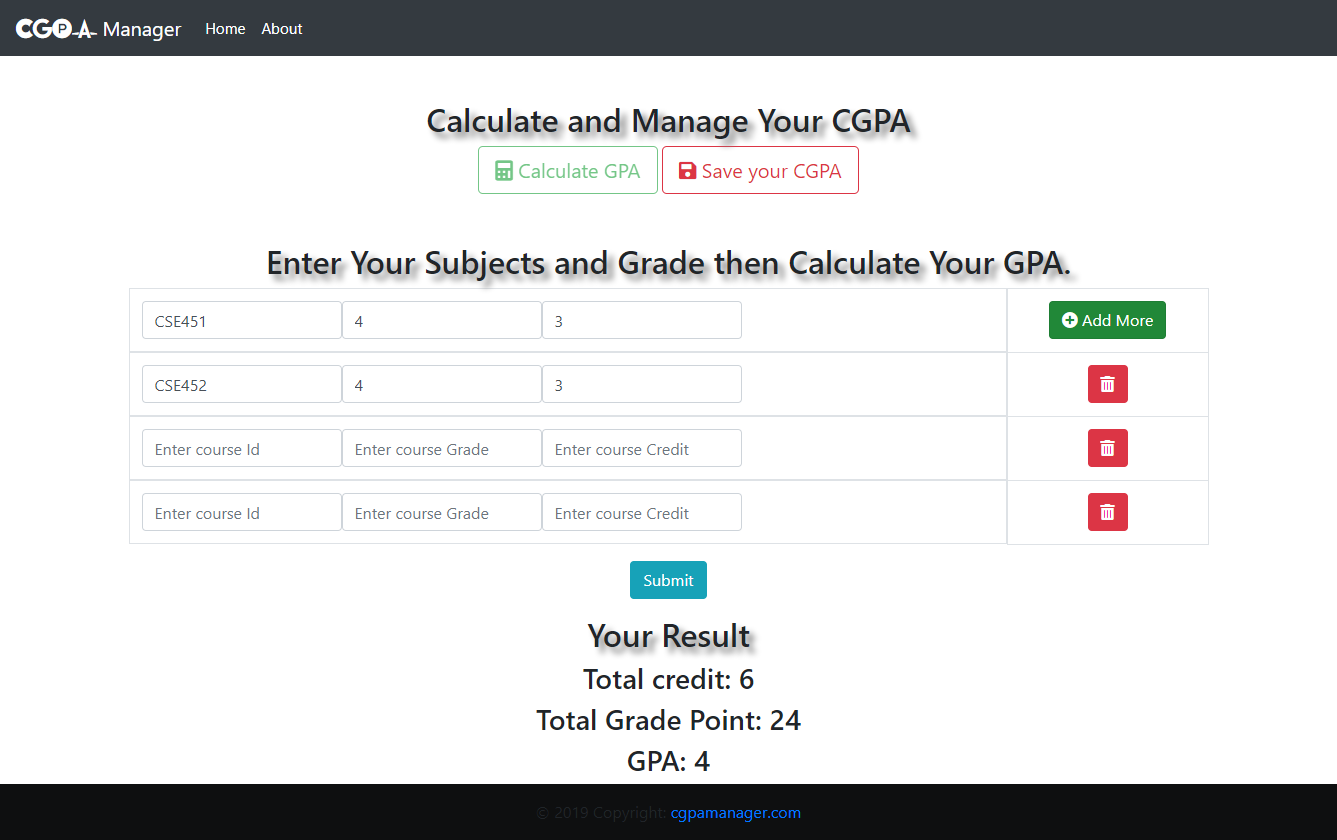 CGPA Manager Home About
Calculate and Manage Your CGPA
Calculate GPA Save your CGPA
Enter Your Subjects and Grade then Calculate Your GPA.
CSE451 4 3 Add More
CSE452 4 3
Enter course Id Enter course Grade Enter course Credit
Enter course Id Enter course Grade Enter course Credit
Submit
Your Result
Total credit: 6
Total Grade Point: 24
GPA: 4
© 2019 Copyright: cgpamanager.com